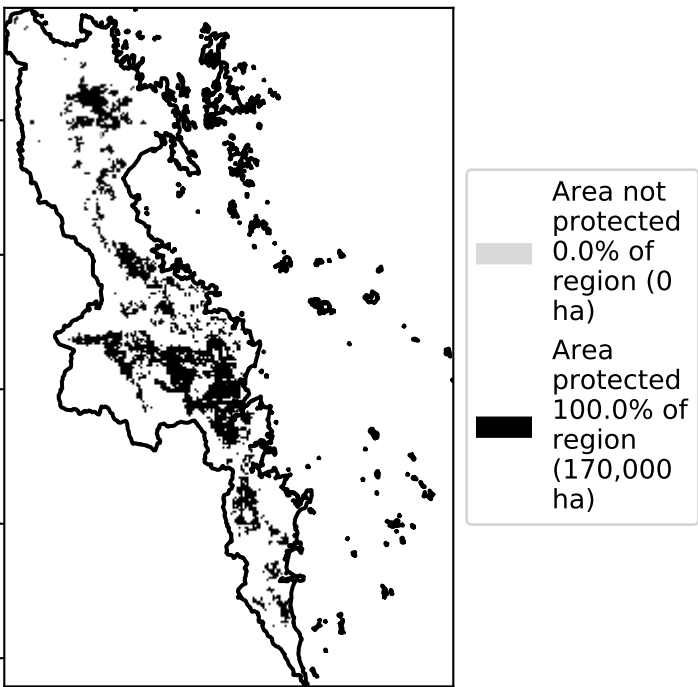 Area not
protected
0.0% of
region (0
ha)
Area
protected
100.0% of
region
(170,000
ha)